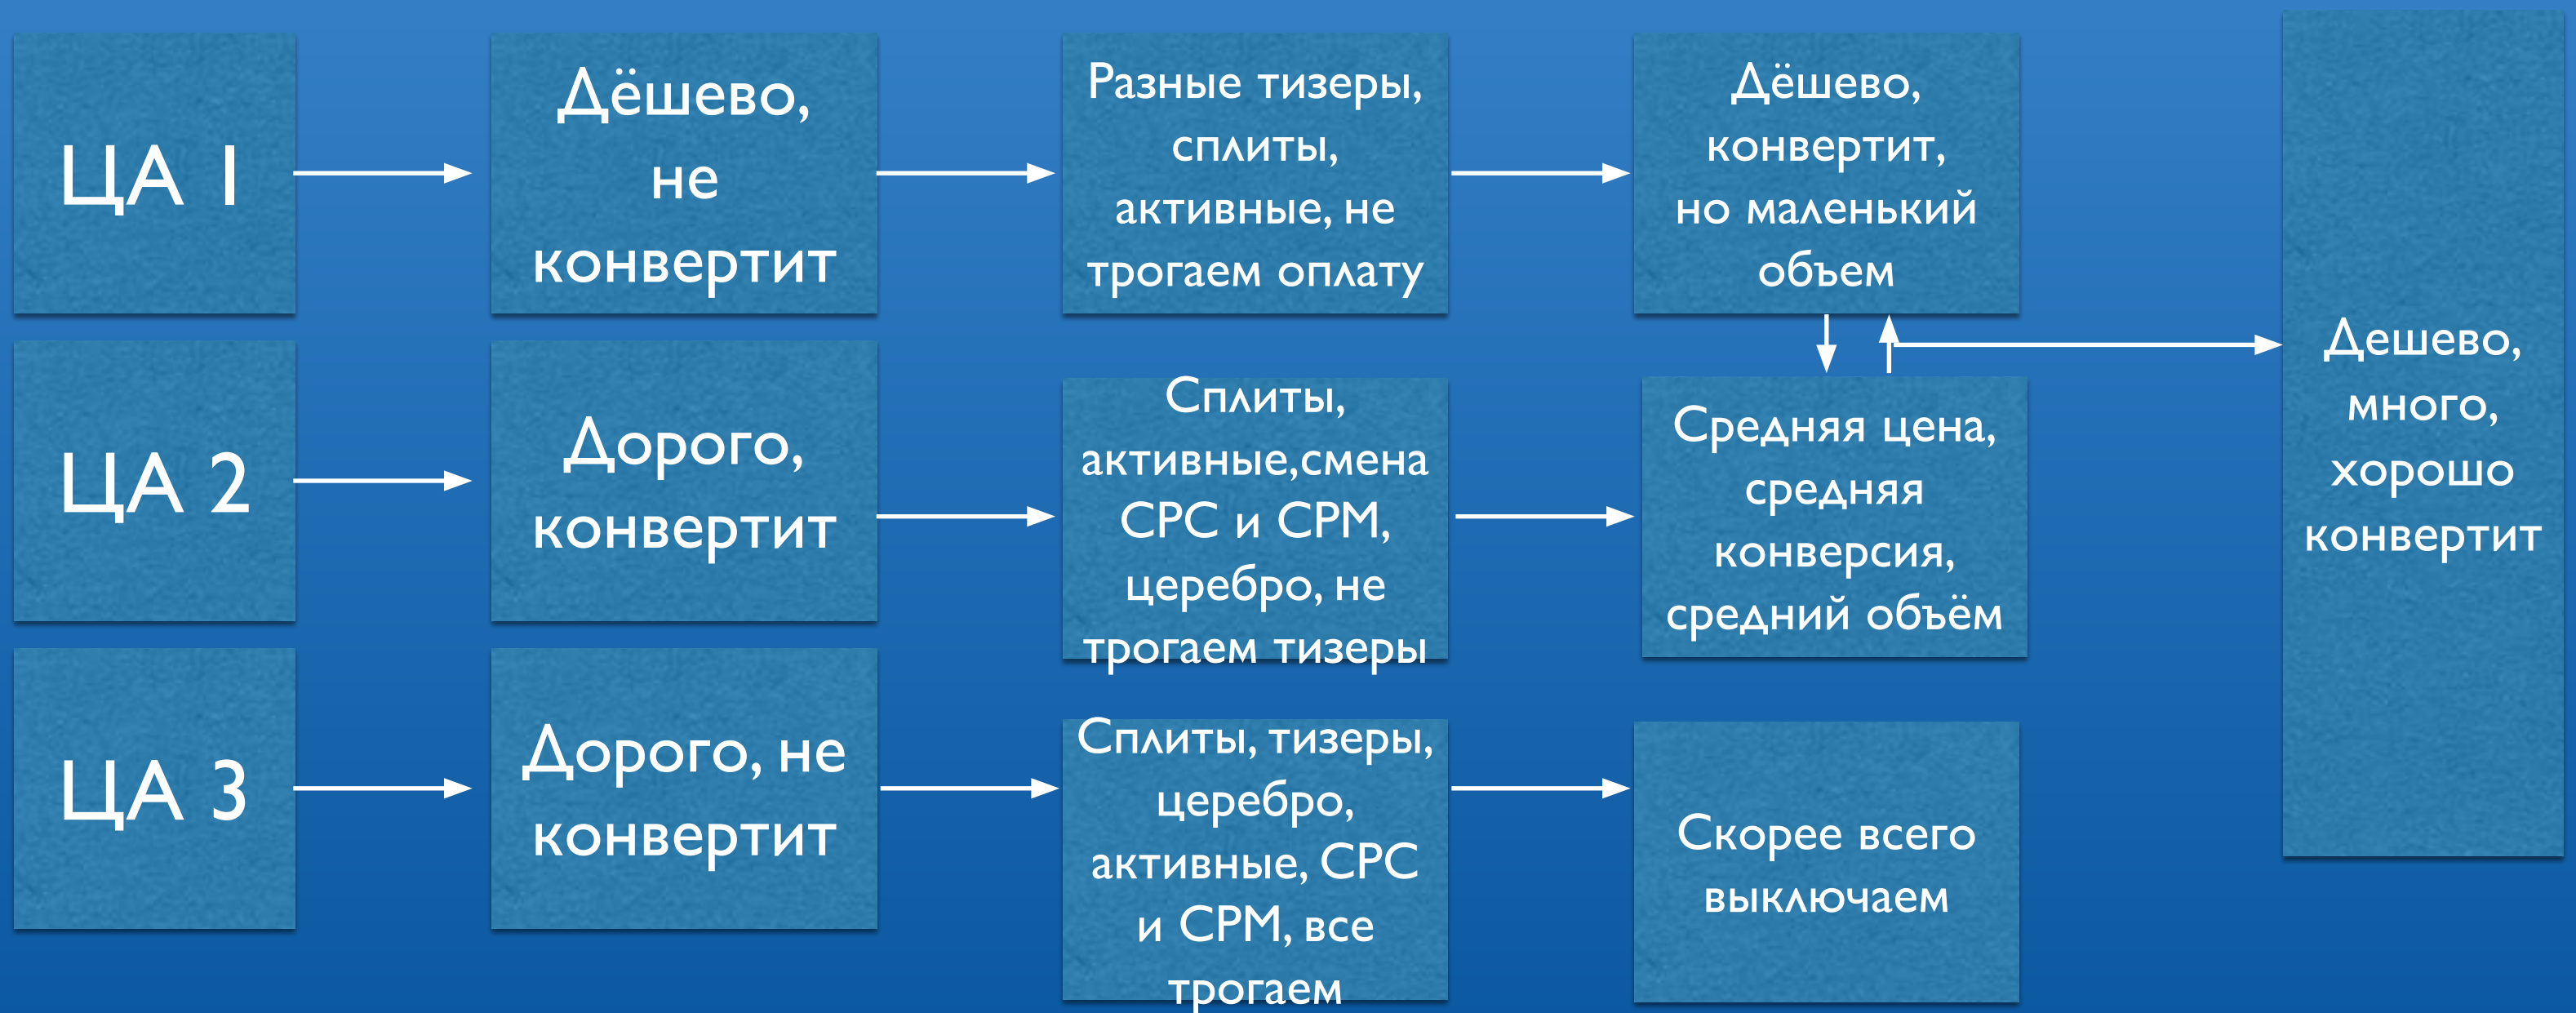 ЦА 1
Дёшево,
не
конвертит
Разные тизеры,
сплиты,
активные, не
трогаем оплату
Дёшево,
конвертит,
но маленький
объем
ЦА 2
Дорого,
конвертит
Сплиты,
активные,смена
CPC и CPM,
церебро, не
трогаем тизеры
Средняя цена,
средняя
конверсия,
средний объём
ЦА 3
Дорого, не
конвертит
Сплиты, тизеры,
церебро,
активные, CPC
и CPM, все
трогаем
Скорее всего
выключаем
Дешево,
много,
хорошо
конвертит